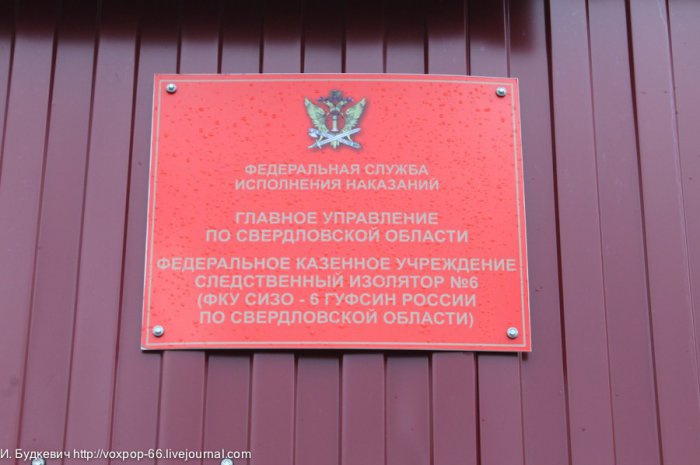 ФЕДЕРАЛЬНАЯ СЛУЖБА
ИСПОЛНЕНИЯ НАКАЗАНИЙ
ГЛАВНОЕ УПРАВЛЕНИЕ
ПО СВЕРДЛОВСКОЙ ОБЛАСТИ
ФЕДЕРАЛЬНОЕ КАЗЕННОЕ УЧРЕЖДЕНИЕ
СЛЕДСТВЕННЫЙ ИЗОЛЯТОР №6
(ФКУ СИЗО - 6 ГУФСИН РОССИИ
ПО СВЕРДЛОВСКОЙ ОБЛАСТИ)
И. Будкевич http://voxpop-66.livejournal.com